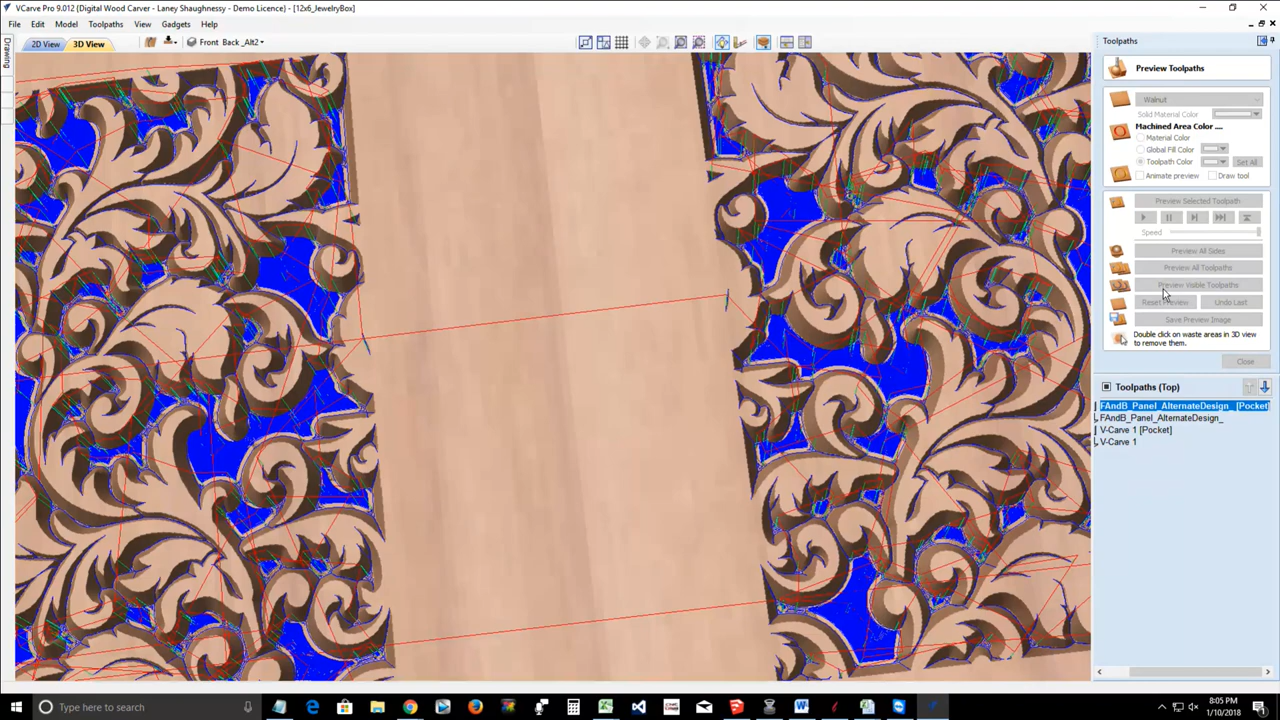 VCarve Pro 9.012 {Digital Wood Carver - Laney Shaughnessy - Demo Licence} - [12x6_JewelryBox]
File Edit Model Toolpaths View Gadgets Help
2D View 3D View Front Back _Alt2
Drawing
Toolpaths
Preview Toolpaths
Walnut
Solid Material Color
Machined Area Color ....
Material Color
Global Fill Color
Toolpath Color Set All
Animate preview Draw tool
Preview Selected Toolpath
Speed
Preview All Sides
Preview All Toolpaths
Preview Visible Toolpaths
Reset Preview Undo Last
Save Preview Image
Double click on waste areas in 3D view
to remove them.
Close
Toolpaths (Top)
FAndB_Panel_AlternateDesign_ [Pocket]
FAndB_Panel_AlternateDesign_
V-Carve 1 [Pocket]
V-Carve 1
Type here to search
8:05 PM
1/10/2018